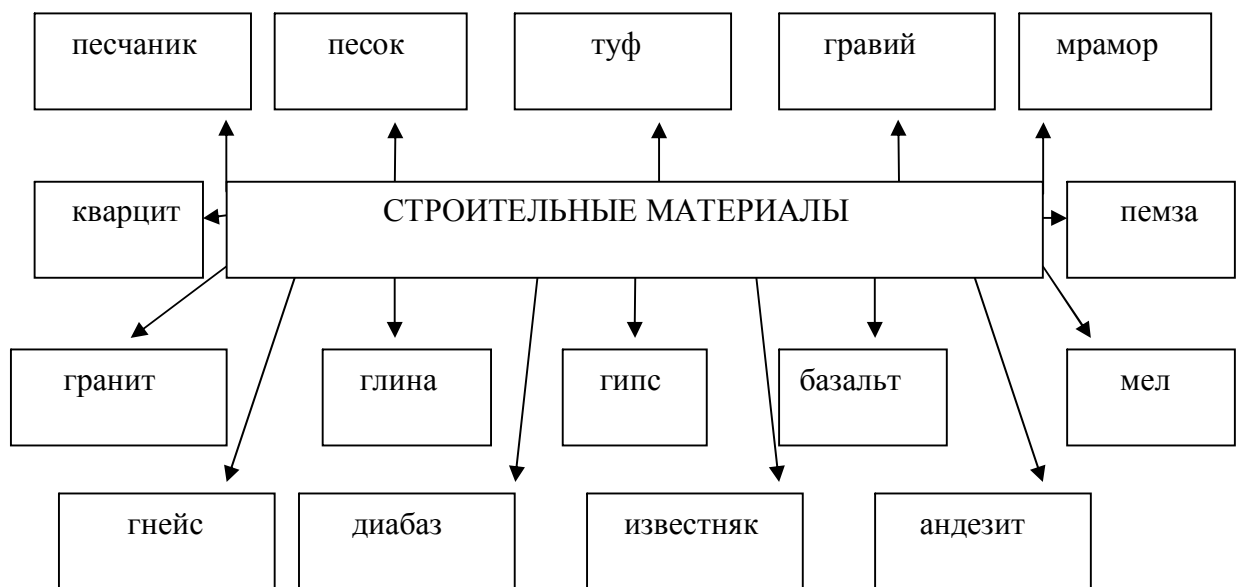 песчаник песок туф гравий мрамор
кварцит СТРОИТЕЛЬНЫЕ МАТЕРИАЛЫ пемза
гранит глина гипс базальт мел
гнейс диабаз известняк андезит